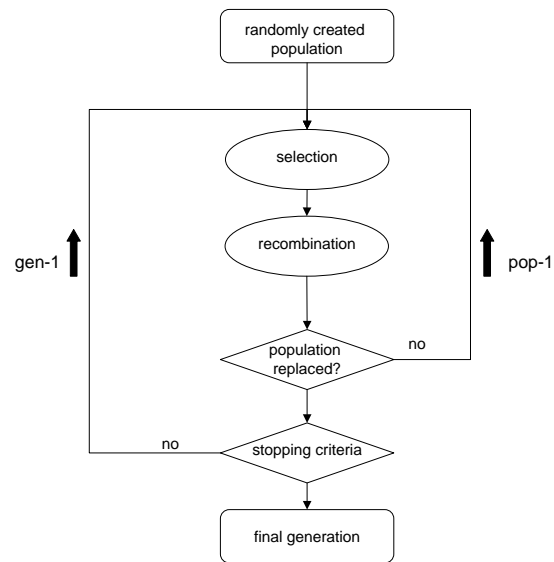 randomly created
population
selection
recombination
gen-1
pop-1
population
replaced?
no
no
stopping criteria
final generation